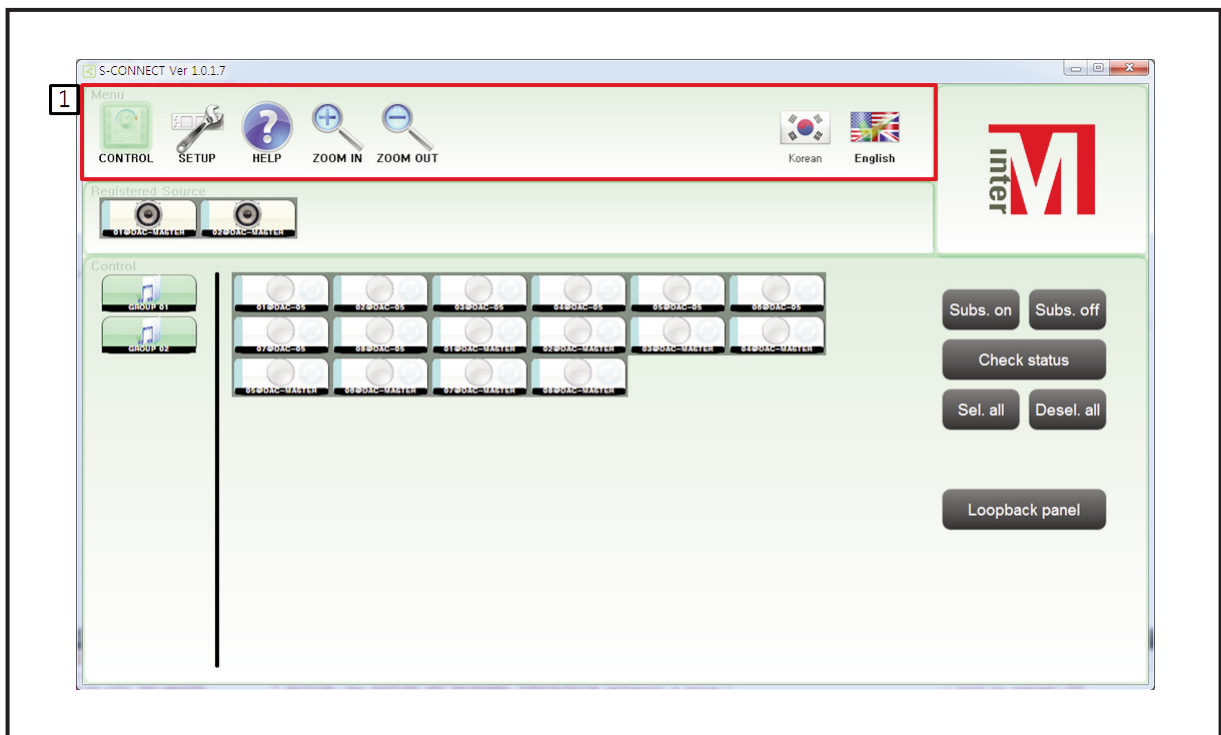 S-CONNECT Ver 1.0.1.7
1
Menu
CONTROL SETUP HELP ZOOM IN ZOOM OUT Korean English
inter M
Registered Source
01@DAC-MASTER 02@DAC-MASTER
Control
GROUP 01
GROUP 02
01@DAC-05 02@DAC-05 03@DAC-05 04@DAC-05 05@DAC-05 06@DAC-05
07@DAC-05 08@DAC-05 01@DAC-MASTER 02@DAC-MASTER 03@DAC-MASTER 04@DAC-MASTER
05@DAC-MASTER 06@DAC-MASTER 07@DAC-MASTER 08@DAC-MASTER
Subs. on Subs. off
Check status
Sel. all Desel. all
Loopback panel